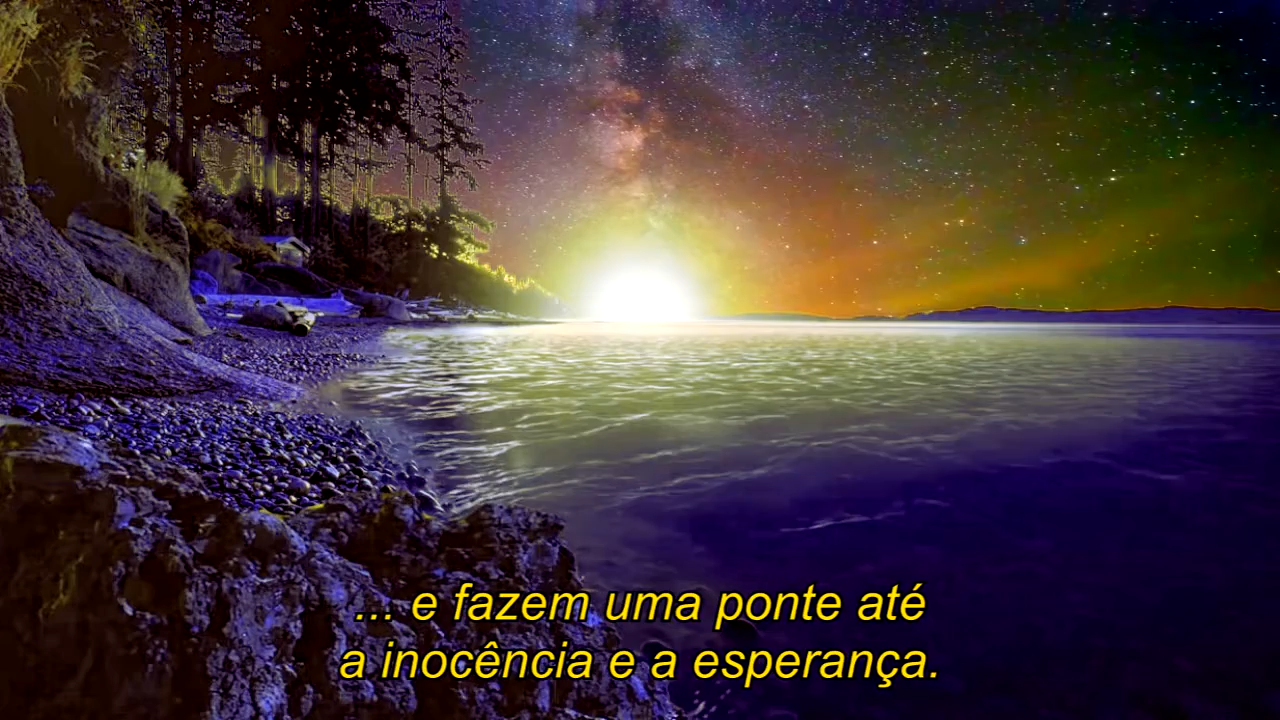 ... e fazem uma ponte até
a inocência e a esperança.